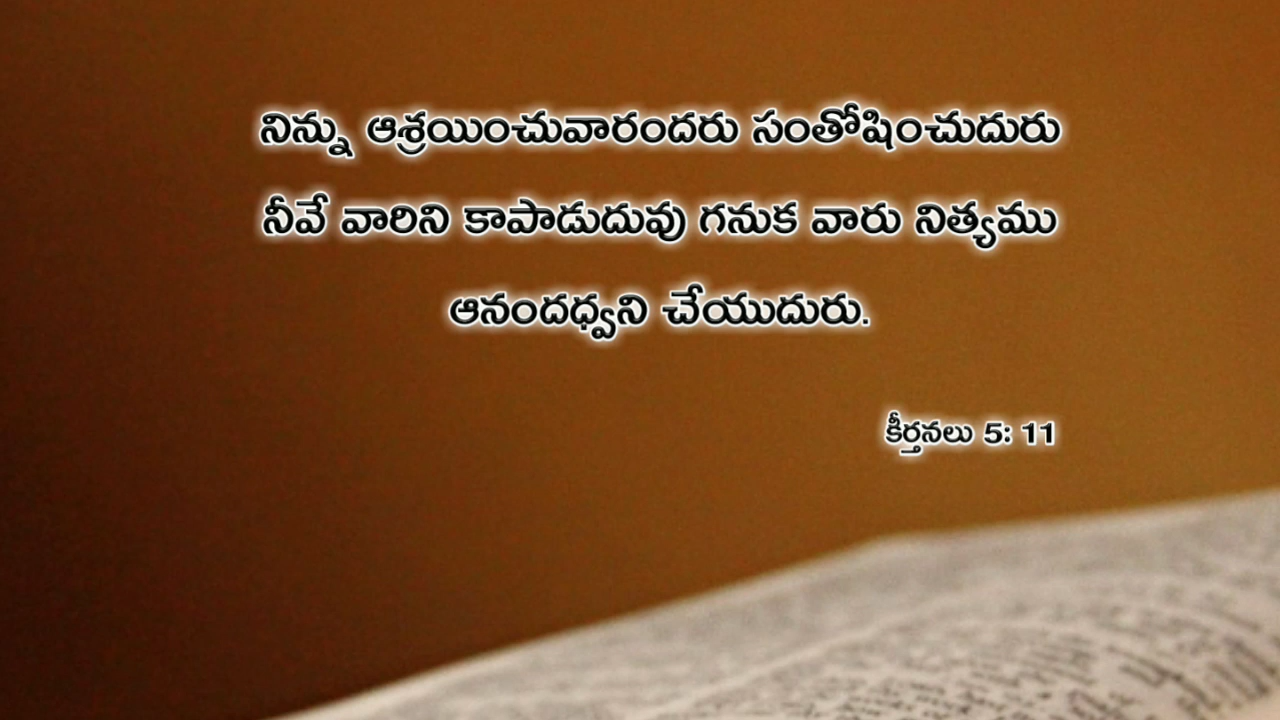 నిన్ను ఆశ్రయించువారందరు సంతోషించుదురు
నీవే వారిని కాపాడుదువు గనుక వారు నిత్యము
ఆనందధ్వని చేయుదురు.
కీర్తనలు 5: 11